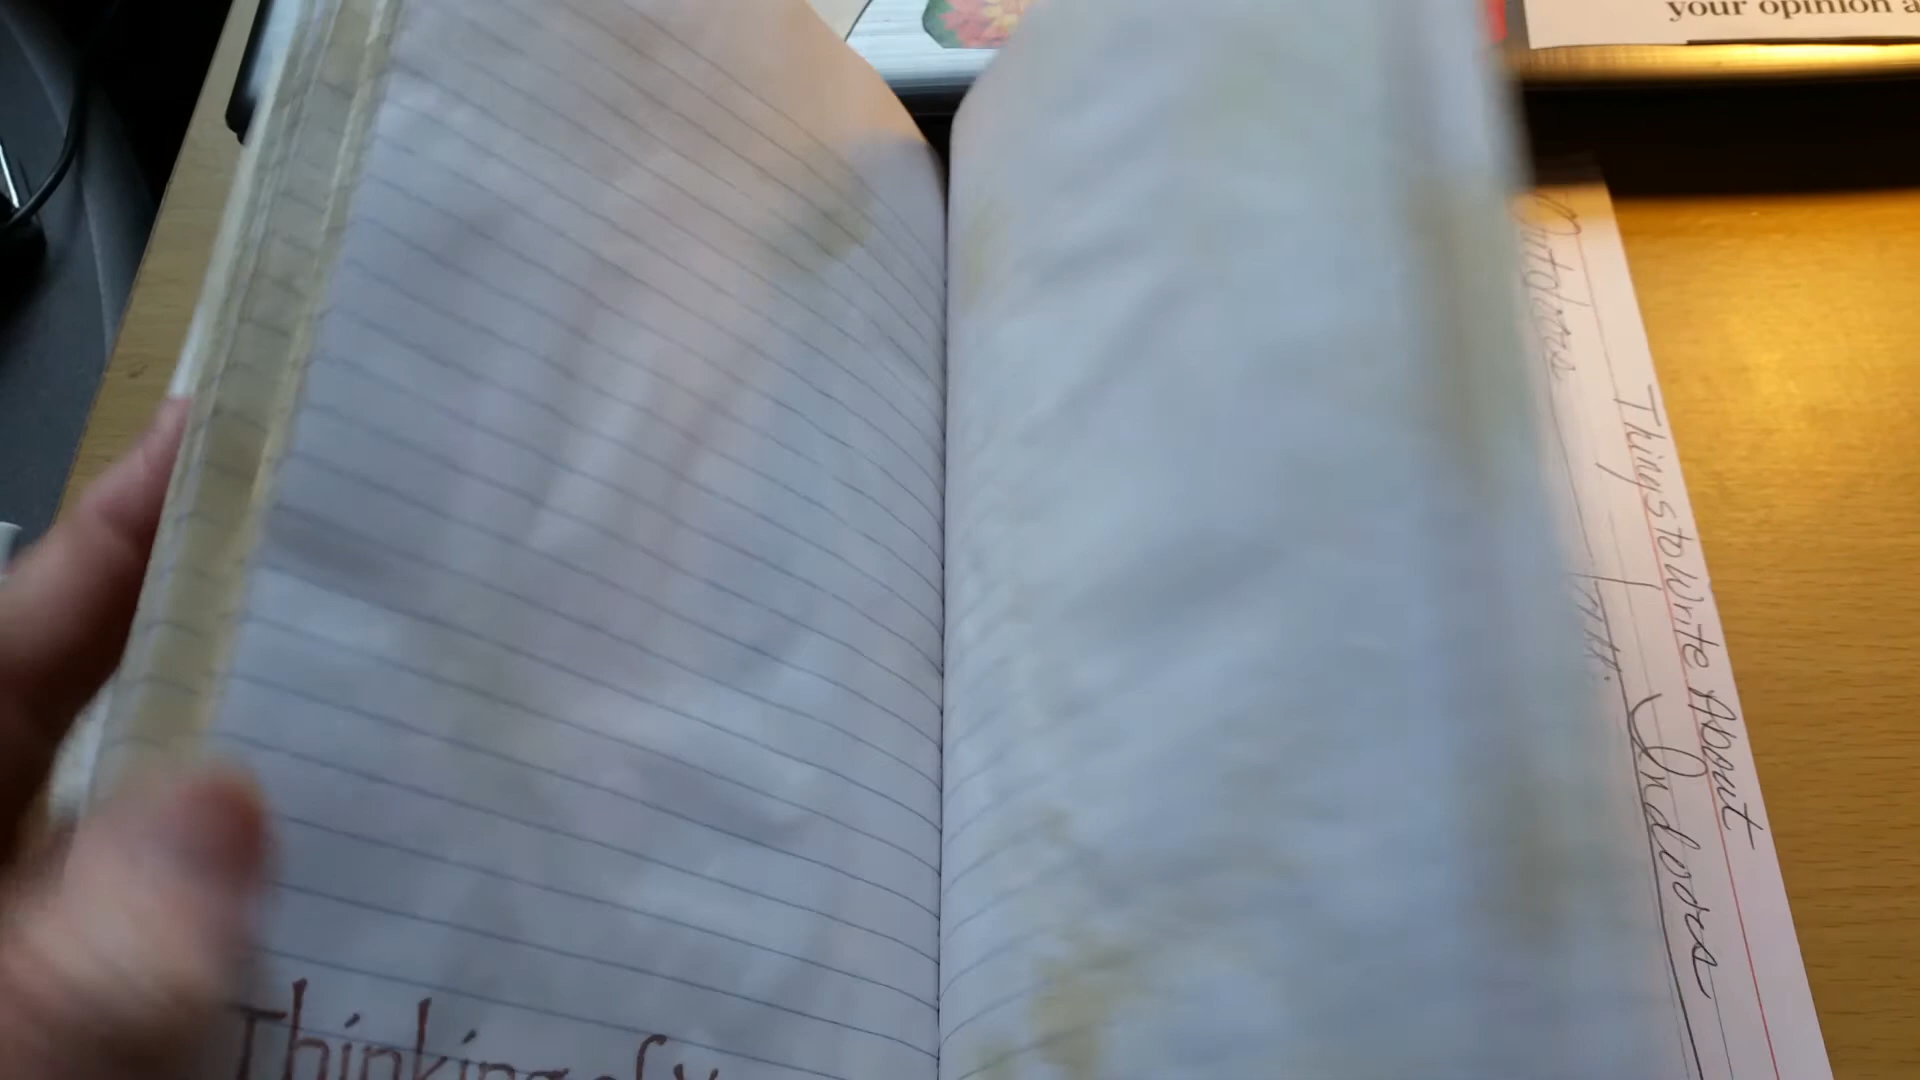 your opinion a
Things to Write About
Outdoors
Indoors
Thinking of Y